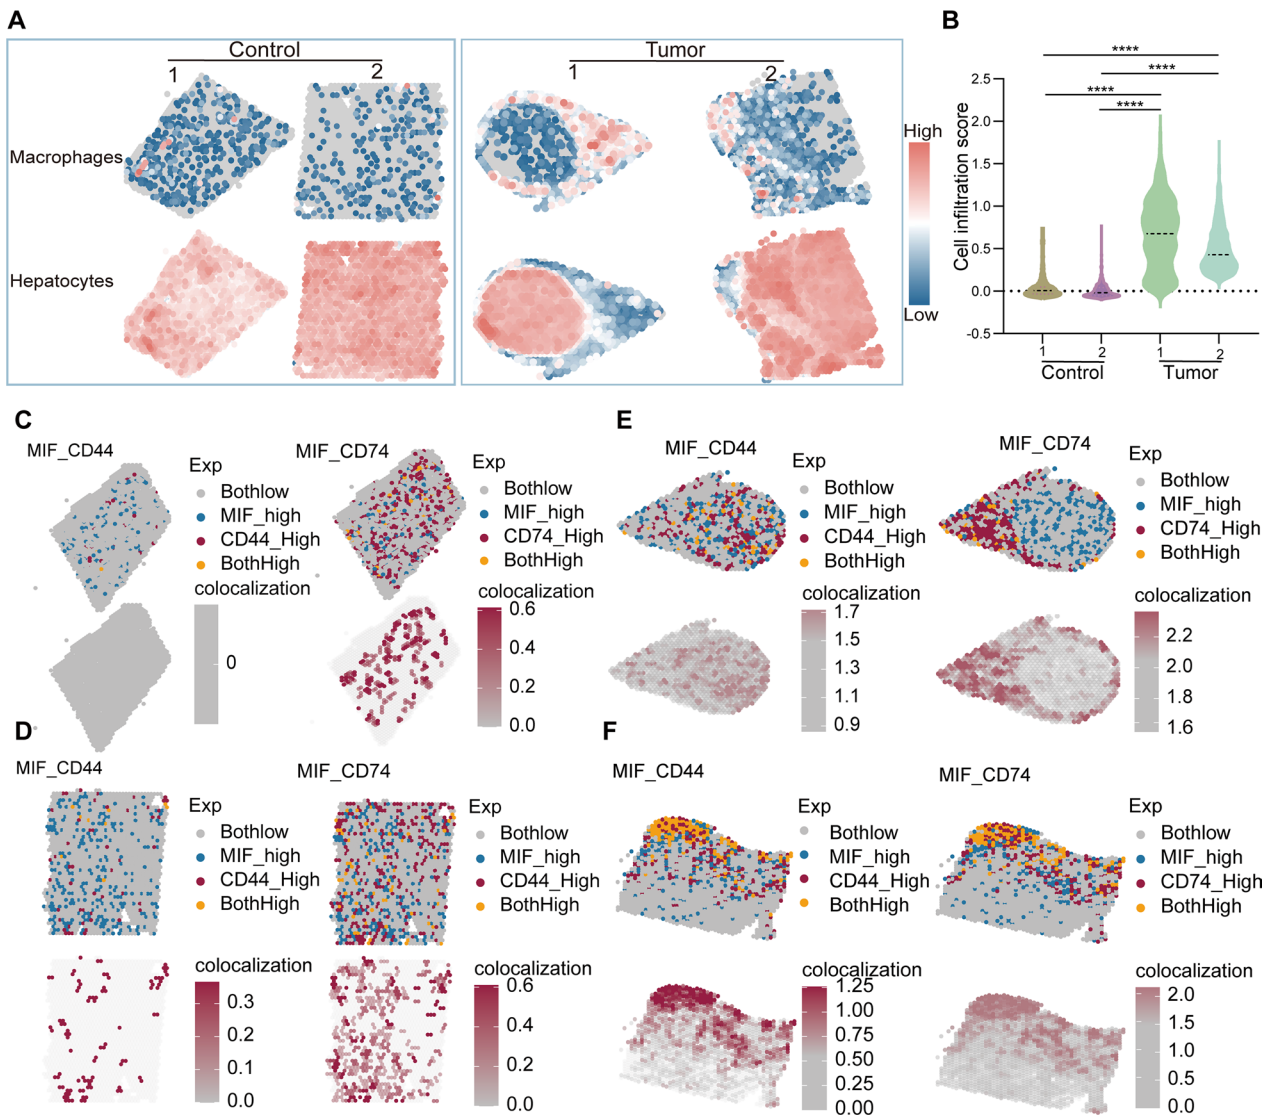 A
Control
1
2
Tumor
1
2
Macrophages
Hepatocytes
High
Low
B
****
****
****
****
Cell infiltration score
2.5
2.0
1.5
1.0
0.5
0.0
-0.5
1
2
1
2
Control
Tumor
C
MIF_CD44
Exp
Bothlow
MIF_high
CD44_High
BothHigh
colocalization
0
MIF_CD74
Exp
Bothlow
MIF_high
CD74_High
BothHigh
colocalization
0.6
0.4
0.2
0.0
E
MIF_CD44
Exp
Bothlow
MIF_high
CD44_High
BothHigh
colocalization
1.7
1.5
1.3
1.1
0.9
MIF_CD74
Exp
Bothlow
MIF_high
CD74_High
BothHigh
colocalization
2.2
2.0
1.8
1.6
D
MIF_CD44
Exp
Bothlow
MIF_high
CD44_High
BothHigh
colocalization
0.3
0.2
0.1
0.0
MIF_CD74
Exp
Bothlow
MIF_high
CD44_High
BothHigh
colocalization
0.6
0.4
0.2
0.0
F
MIF_CD44
Exp
Bothlow
MIF_high
CD44_High
BothHigh
colocalization
1.25
1.00
0.75
0.50
0.25
0.00
MIF_CD74
Exp
Bothlow
MIF_high
CD74_High
BothHigh
colocalization
2.0
1.5
1.0
0.5
0.0